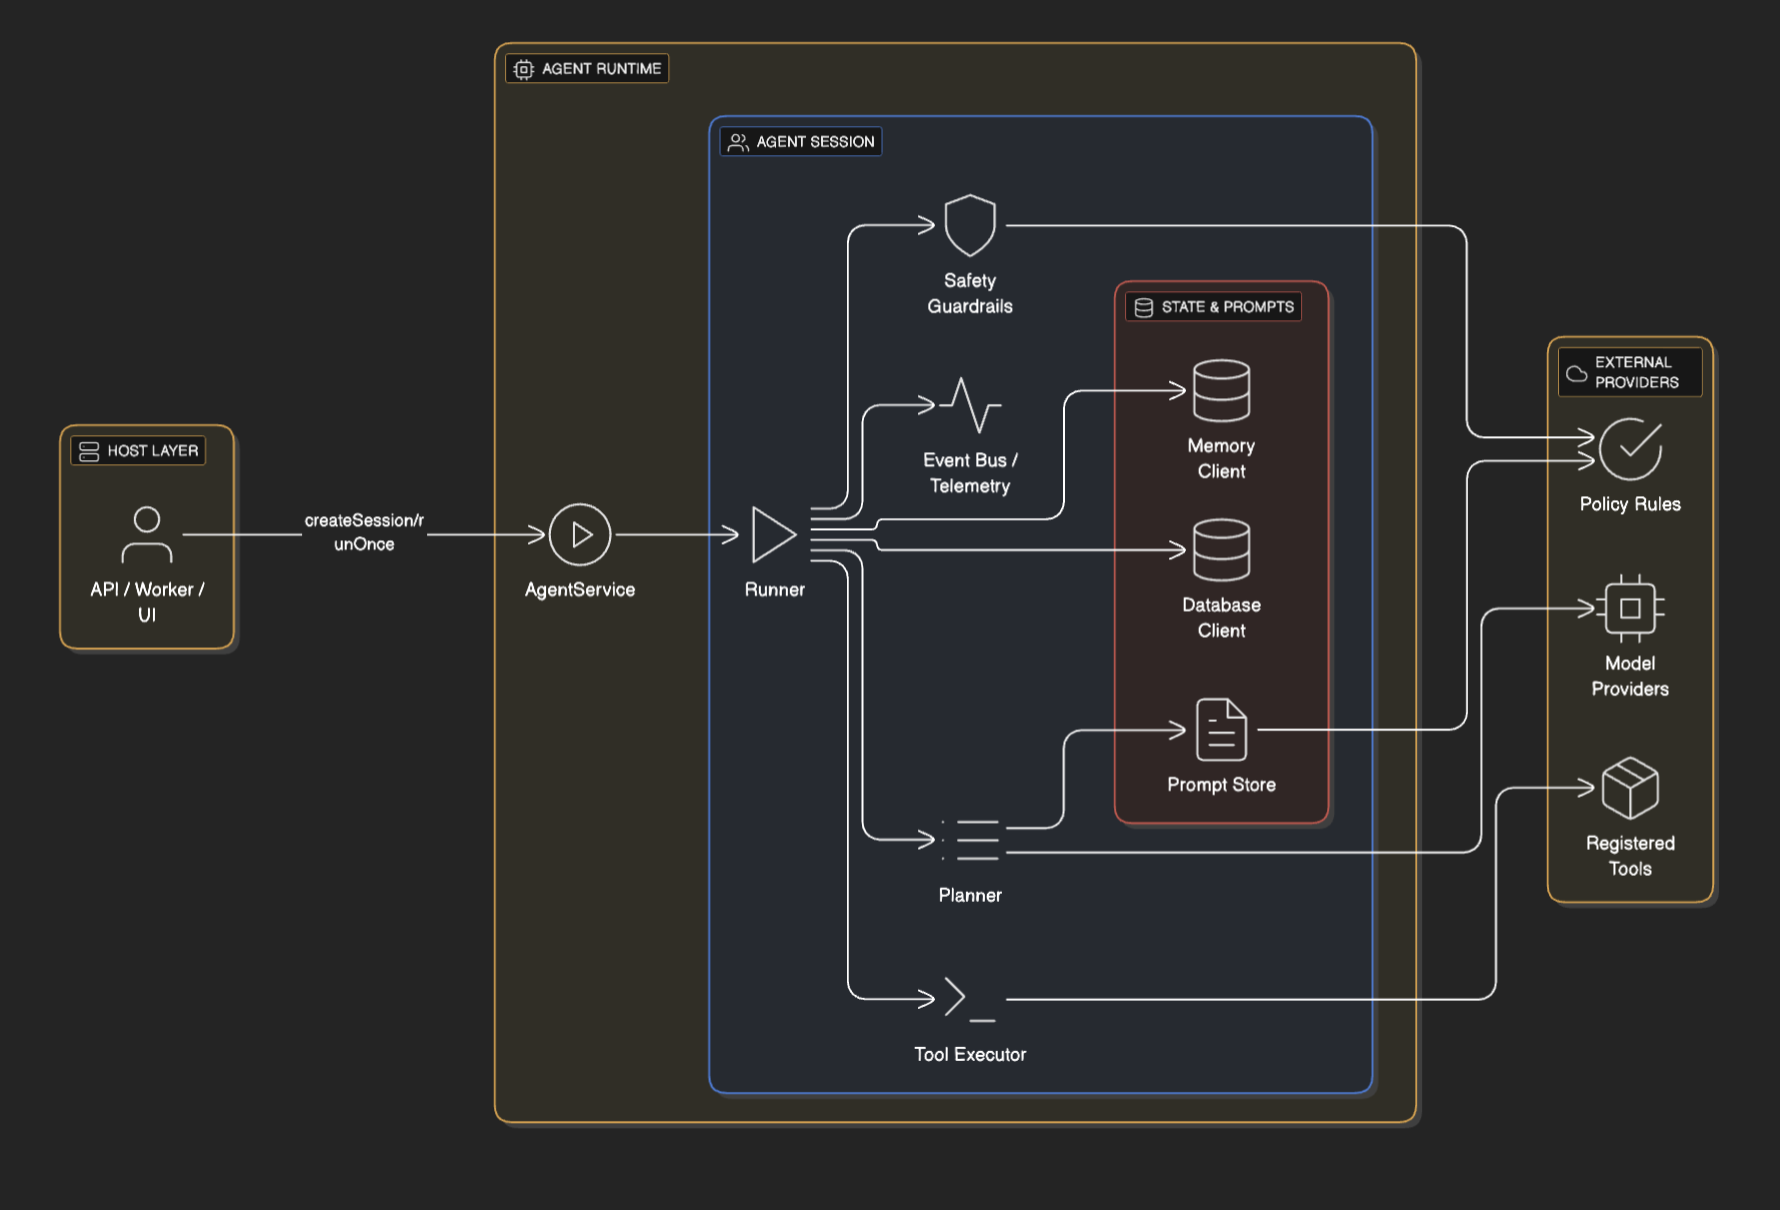 AGENT RUNTIME
AGENT SESSION
Safety
Guardrails
STATE & PROMPTS
EXTERNAL
PROVIDERS
HOST LAYER
Memory
Client
Event Bus /
Telemetry
Policy Rules
createSession/r
unOnce
API / Worker /
UI
AgentService
Runner
Database
Client
Model
Providers
Prompt Store
Registered
Tools
Planner
Tool Executor